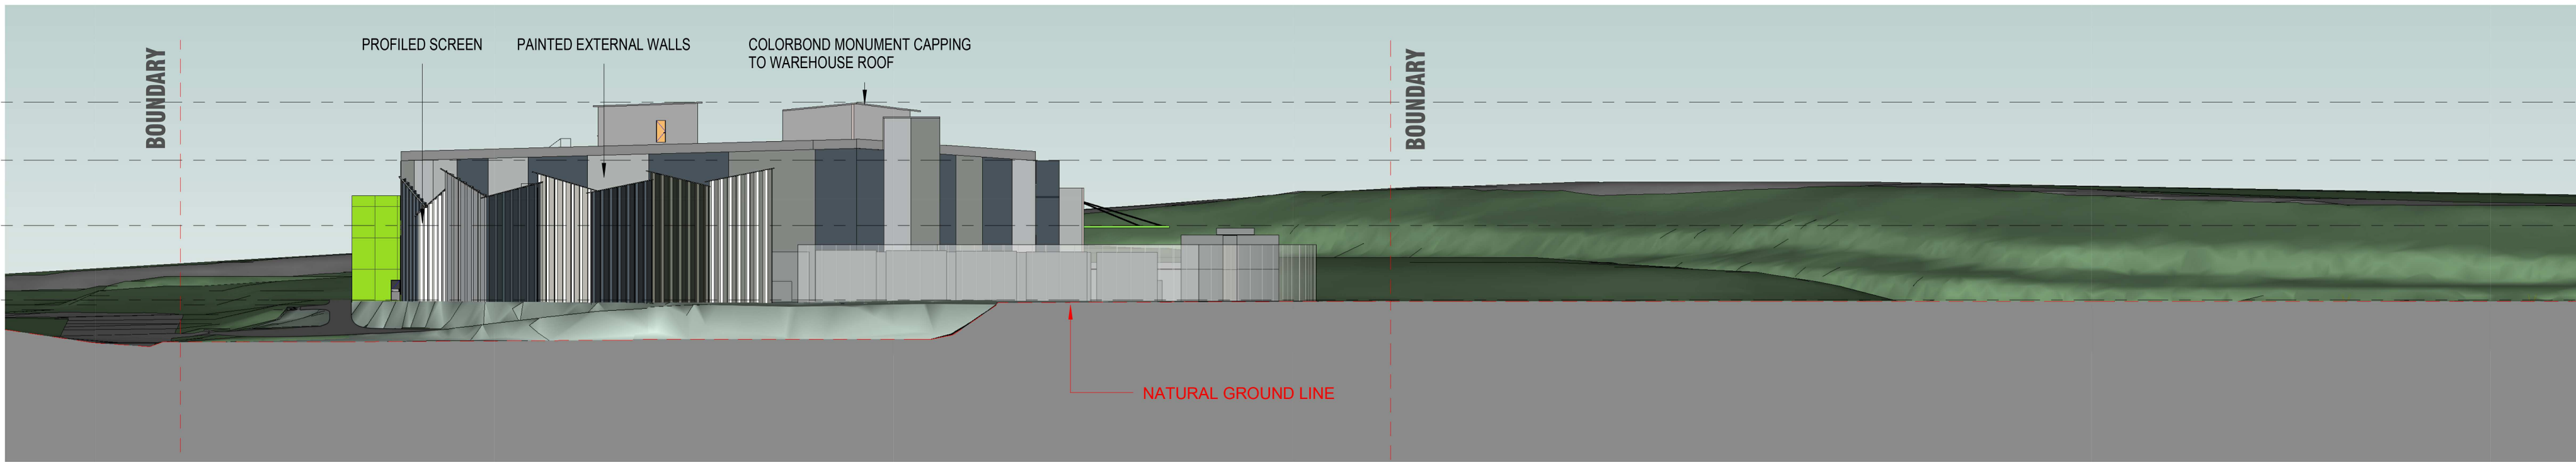 BOUNDARY
PROFILED SCREEN
PAINTED EXTERNAL WALLS
COLORBOND MONUMENT CAPPING
TO WAREHOUSE ROOF
BOUNDARY
NATURAL GROUND LINE